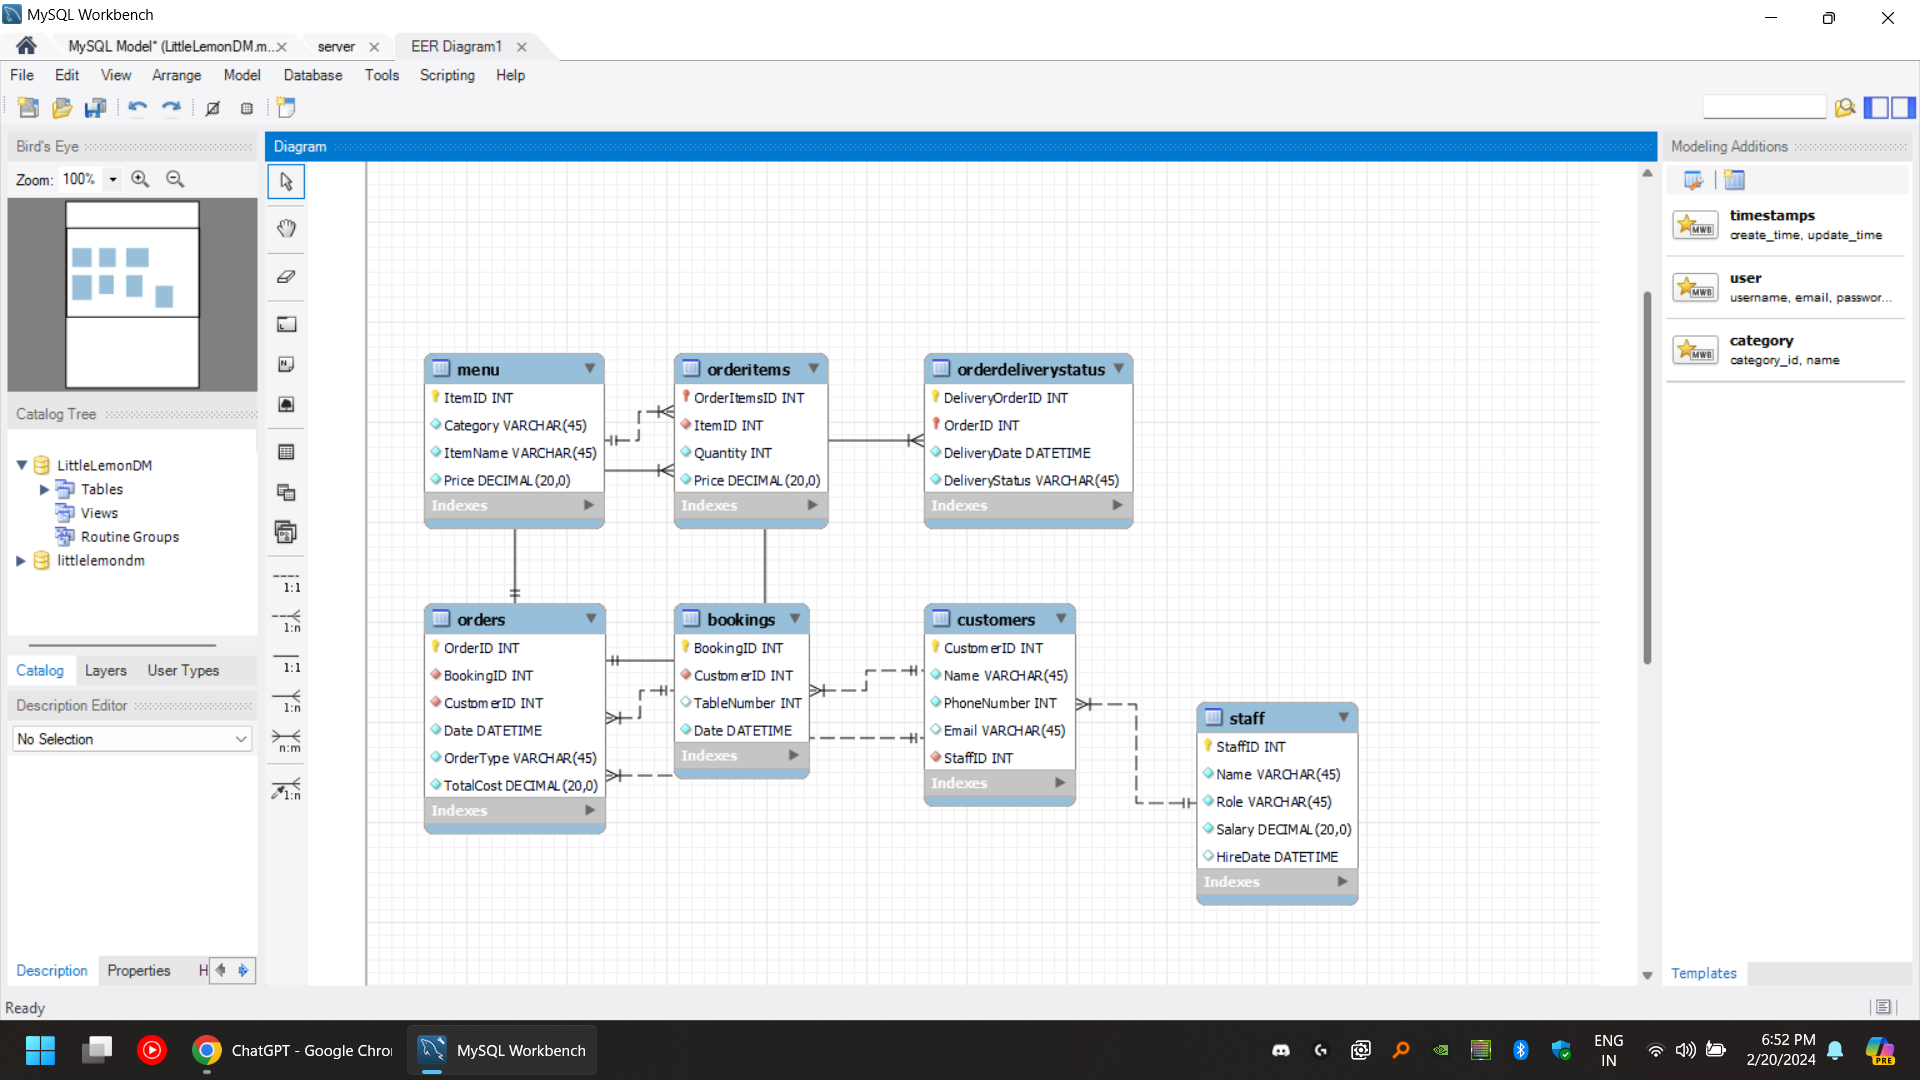 MySQL Workbench
MySQL Model* (LittleLemonDM.m...
server
EER Diagram1
File Edit View Arrange Model Database Tools Scripting Help
Bird's Eye
Zoom: 100%
Catalog Tree
LittleLemonDM
Tables
Views
Routine Groups
littlelemondm
Catalog Layers User Types
Description Editor
No Selection
Description Properties H
Ready
Diagram
1:1
1:n
1:1
1:n
n:m
1:n
menu
ItemID INT
Category VARCHAR(45)
ItemName VARCHAR(45)
Price DECIMAL(20,0)
Indexes
orderitems
OrderItemsID INT
ItemID INT
Quantity INT
Price DECIMAL(20,0)
Indexes
orderdeliverystatus
DeliveryOrderID INT
OrderID INT
DeliveryDate DATETIME
DeliveryStatus VARCHAR(45)
Indexes
orders
OrderID INT
BookingID INT
CustomerID INT
Date DATETIME
OrderType VARCHAR(45)
TotalCost DECIMAL(20,0)
Indexes
bookings
BookingID INT
CustomerID INT
TableNumber INT
Date DATETIME
Indexes
customers
CustomerID INT
Name VARCHAR(45)
PhoneNumber INT
Email VARCHAR(45)
StaffID INT
Indexes
staff
StaffID INT
Name VARCHAR(45)
Role VARCHAR(45)
Salary DECIMAL(20,0)
HireDate DATETIME
Indexes
Modeling Additions
MWB
timestamps
create_time, update_time
MWB
user
username, email, passwor...
MWB
category
category_id, name
Templates
ChatGPT - Google Chro
MySQL Workbench
ENG
IN
6:52 PM
2/20/2024
PRE